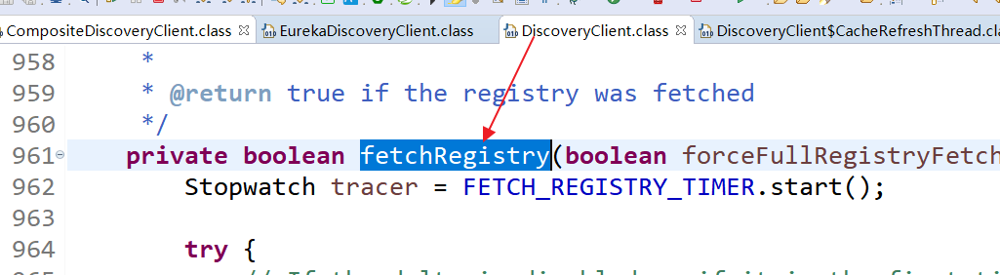 CompositeDiscoveryClient.class EurekaDiscoveryClient.class DiscoveryClient.class DiscoveryClient$CacheRefreshThread.cla
958 *
959 * @return true if the registry was fetched
960 */
961 private boolean fetchRegistry(boolean forceFullRegistryFetch
962 Stopwatch tracer = FETCH_REGISTRY_TIMER.start();
963
964 try {